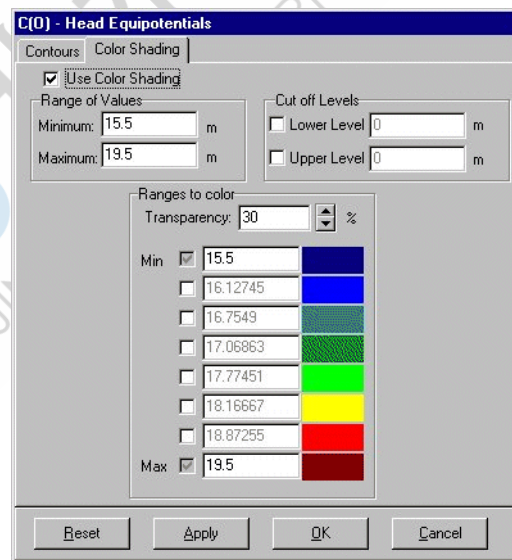 C(O) - Head Equipotentials
Contours Color Shading
Use Color Shading
Range of Values
Minimum: 15.5 m
Maximum: 19.5 m
Cut off Levels
Lower Level 0 m
Upper Level 0 m
Ranges to color
Transparency: 30 %
Min 15.5
16.12745
16.7549
17.06863
17.77451
18.16667
18.87255
Max 19.5
Reset Apply OK Cancel